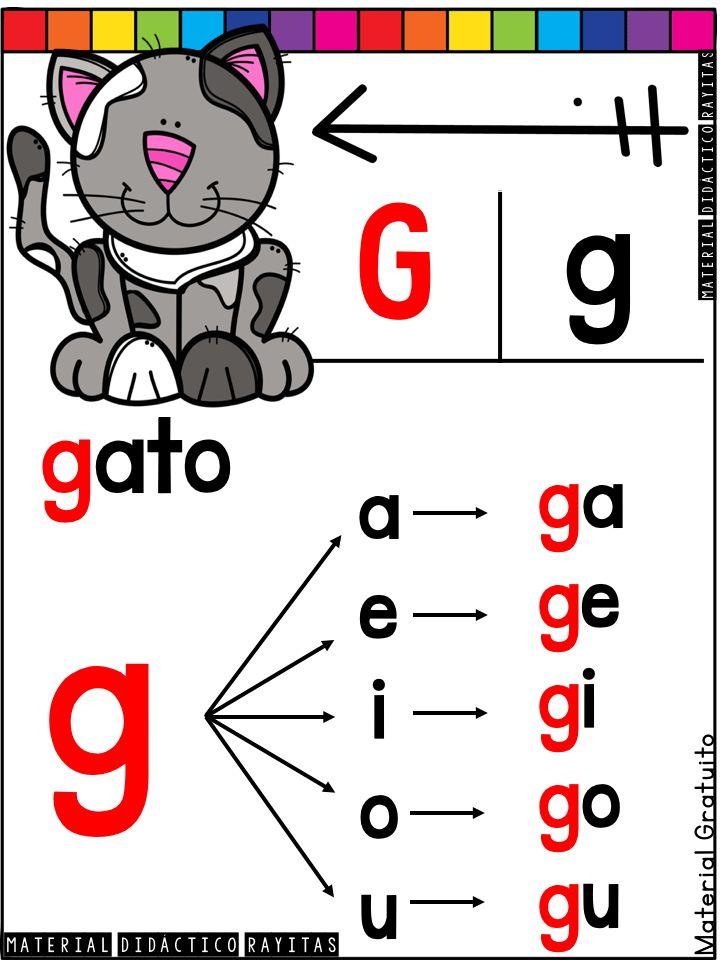 G g
gato
g
a ga
e ge
i gi
o go
u gu
MATERIAL DIDÁCTICO RAYITAS
MATERIAL DIDÁCTICO RAYITAS
Material Gratuito